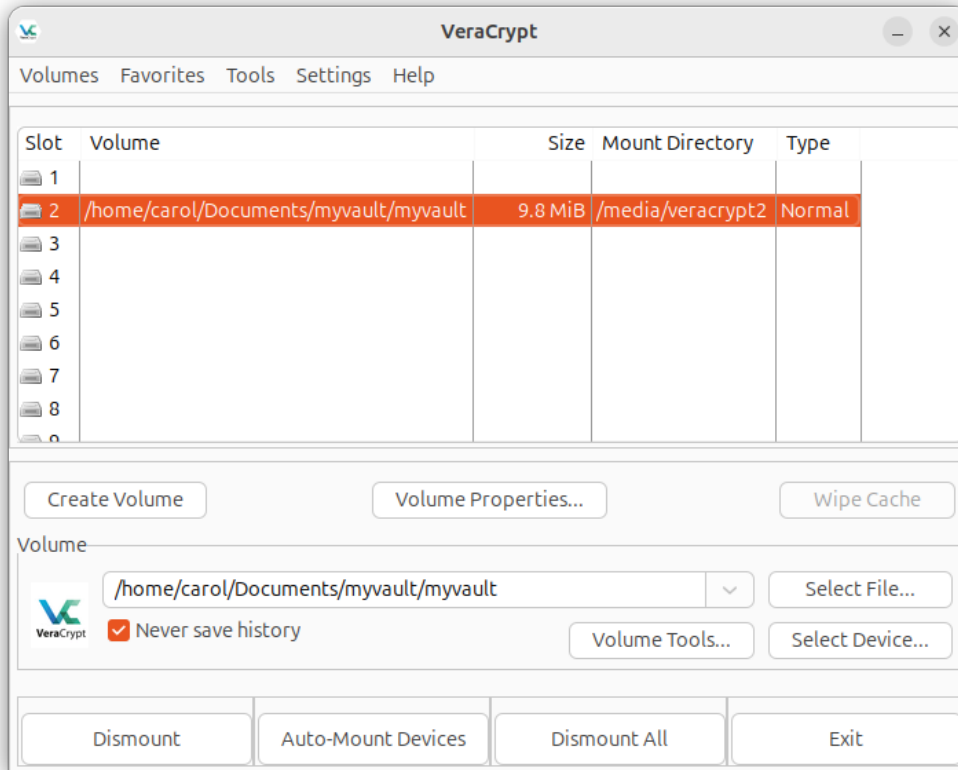 VeraCrypt
Volumes Favorites Tools Settings Help
Slot Volume Size Mount Directory Type
1
2 /home/carol/Documents/myvault/myvault 9.8 MiB /media/veracrypt2 Normal
3
4
5
6
7
8
9
Create Volume Volume Properties... Wipe Cache
Volume
/home/carol/Documents/myvault/myvault Select File...
VeraCrypt Never save history Volume Tools... Select Device...
Dismount Auto-Mount Devices Dismount All Exit